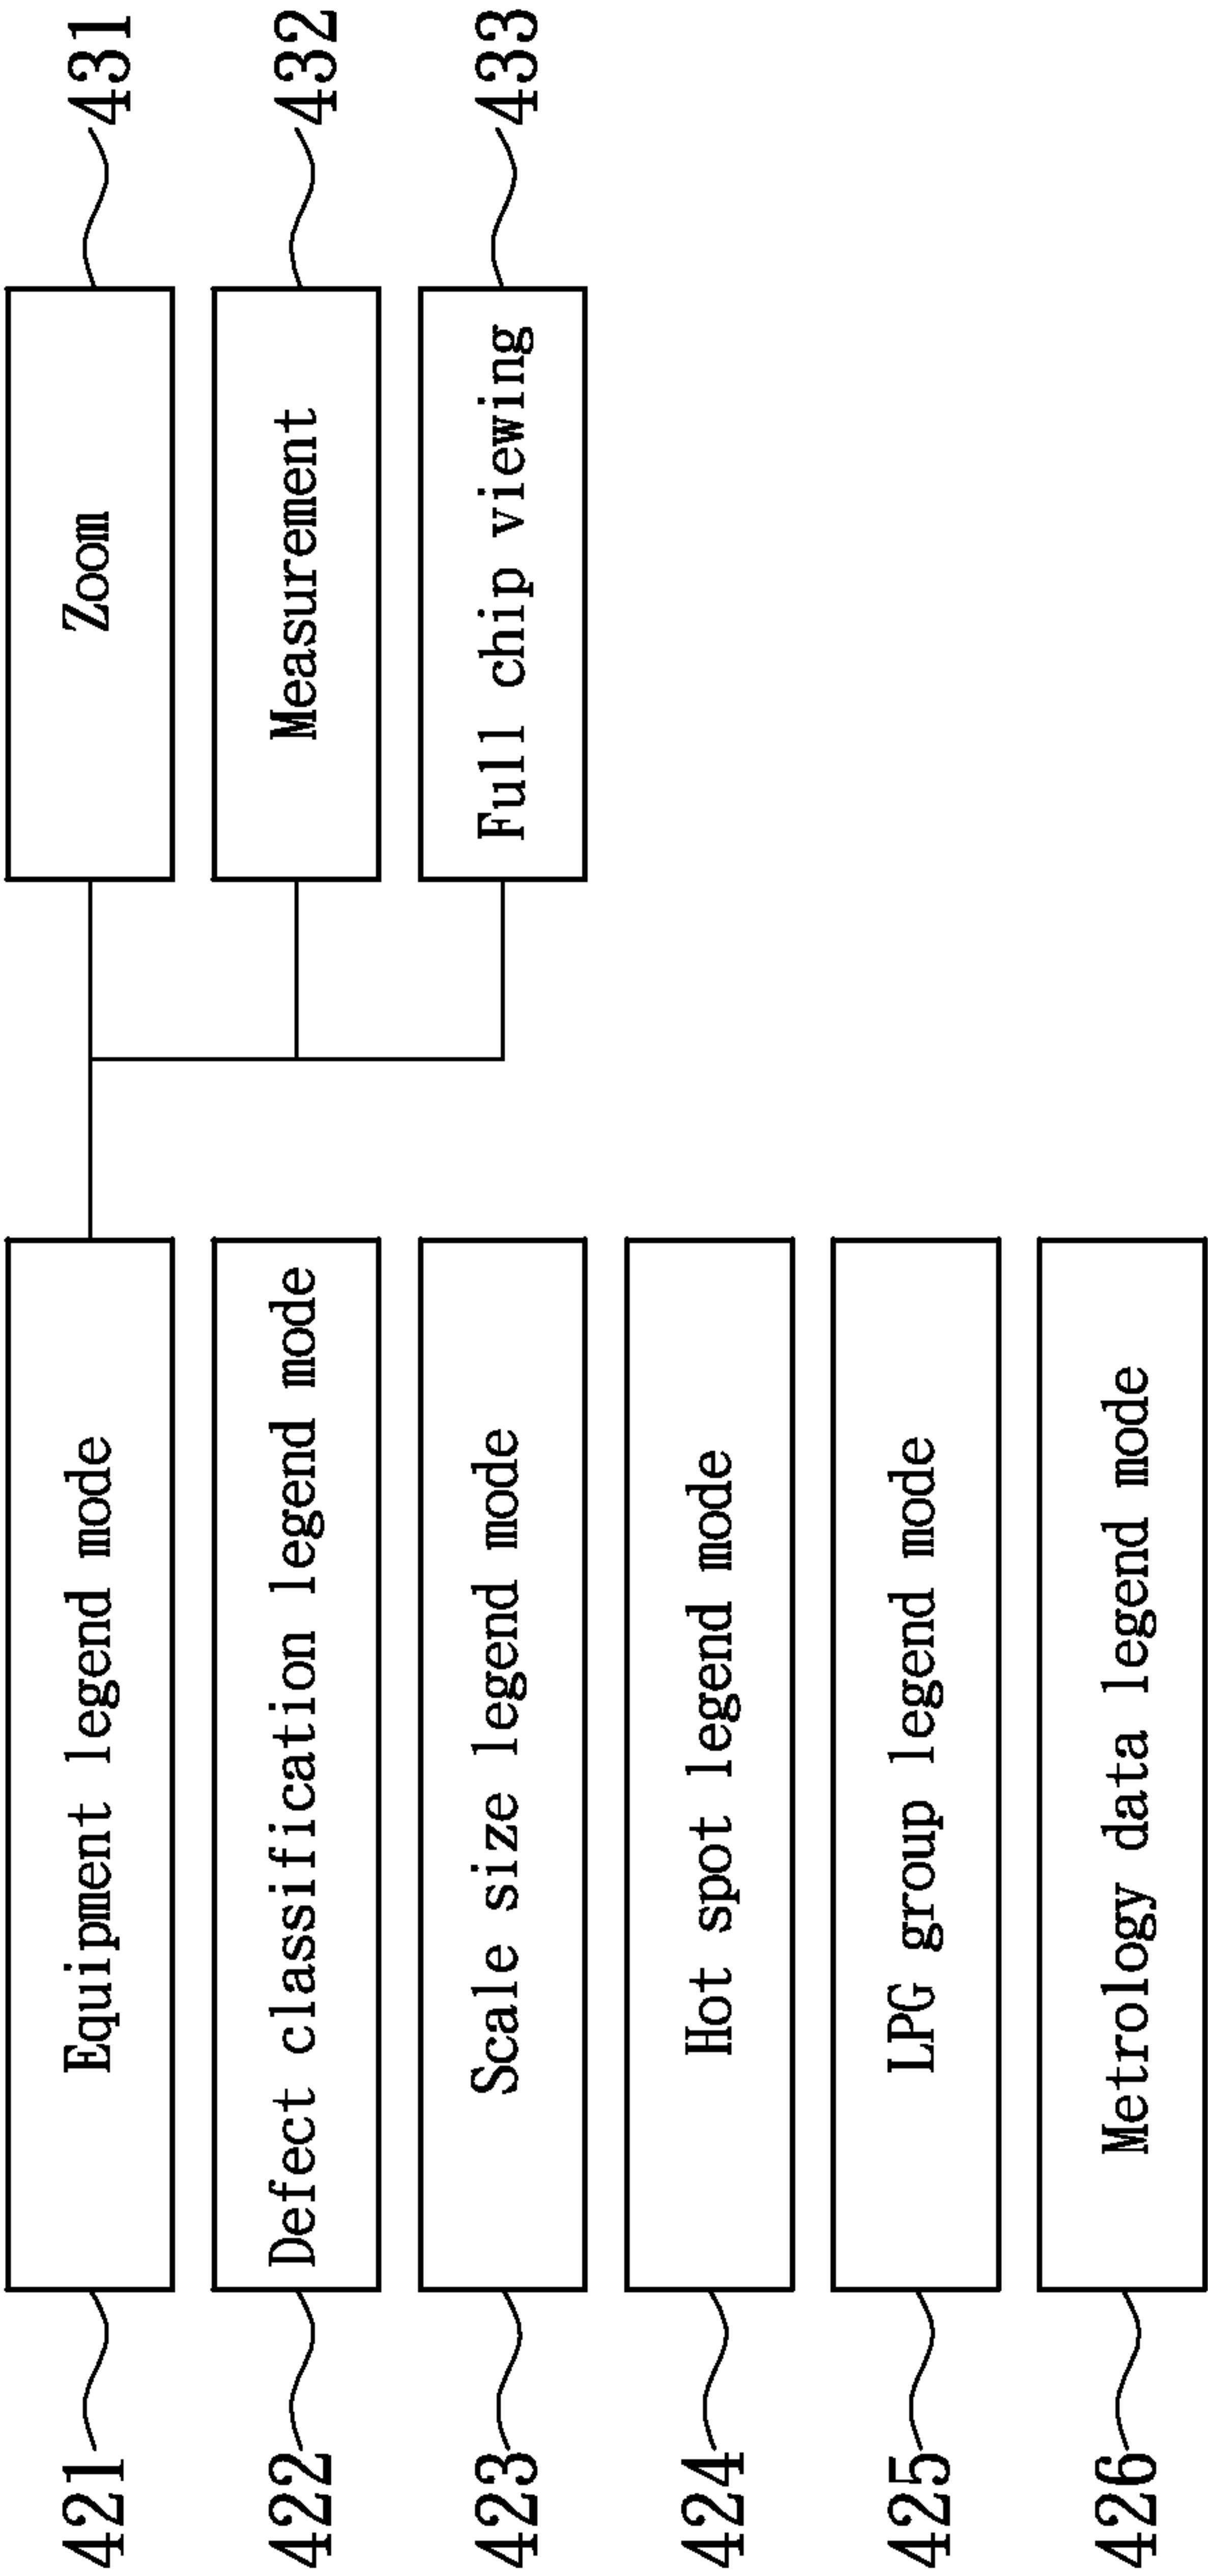 421
Equipment legend mode
Zoom
431
422
Defect classification legend mode
Measurement
432
423
Scale size legend mode
Full chip viewing
433
424
Hot spot legend mode
425
LPG group legend mode
426
Metrology data legend mode